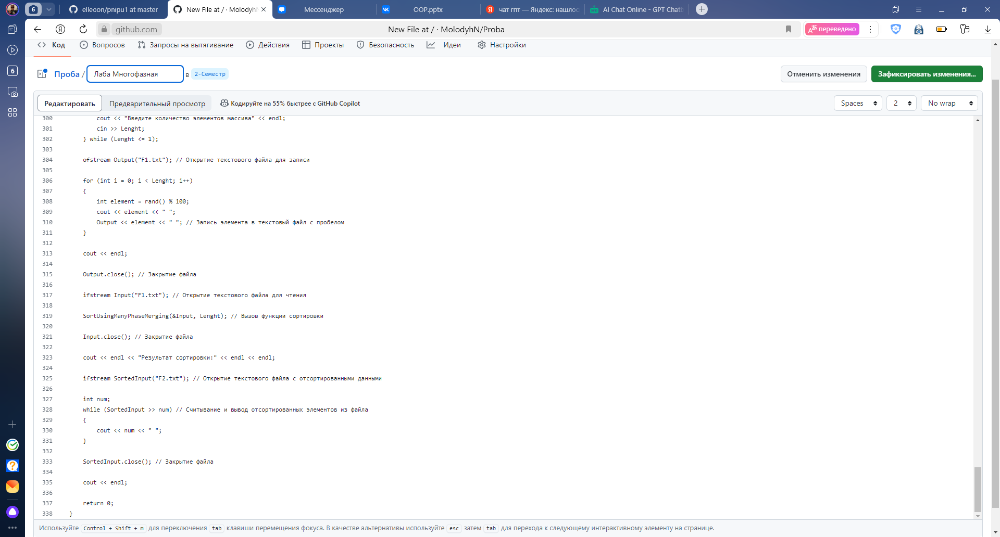 6
elleoon/pnipu1 at master
New File at / · MolodyhN
Мессенджер
OOP.pptx
чат гпт — Яндекс: нашлос
AI Chat Online - GPT Chatb
github.com
New File at / · MolodyhN/Proba
переведено
6
Код
Вопросов
Запросы на вытягивание
Действия
Проекты
Безопасность
Идеи
Настройки
Проба / Лаба Многофазная в 2-Семестр
Отменить изменения
Зафиксировать изменения...
Редактировать
Предварительный просмотр
Кодируйте на 55% быстрее с GitHub Copilot
Spaces
2
No wrap
300 cout << "Введите количество элементов массива" << endl;
301 cin >> Lenght;
302 } while (Lenght <= 1);
303
304 ofstream Output("F1.txt"); // Открытие текстового файла для записи
305
306 for (int i = 0; i < Lenght; i++)
307 {
308 int element = rand() % 100;
309 cout << element << " ";
310 Output << element << " "; // Запись элемента в текстовый файл с пробелом
311 }
312
313 cout << endl;
314
315 Output.close(); // Закрытие файла
316
317 ifstream Input("F1.txt"); // Открытие текстового файла для чтения
318
319 SortUsingManyPhaseMerging(&Input, Lenght); // Вызов функции сортировки
320
321 Input.close(); // Закрытие файла
322
323 cout << endl << "Результат сортировки:" << endl << endl;
324
325 ifstream SortedInput("F2.txt"); // Открытие текстового файла с отсортированными данными
326
327 int num;
328 while (SortedInput >> num) // Считывание и вывод отсортированных элементов из файла
329 {
330 cout << num << " ";
331 }
332
333 SortedInput.close(); // Закрытие файла
334
335 cout << endl;
336
337 return 0;
338 }
Используйте Control + Shift + m для переключения tab клавиши перемещения фокуса. В качестве альтернативы используйте esc затем tab для перехода к следующему интерактивному элементу на странице.